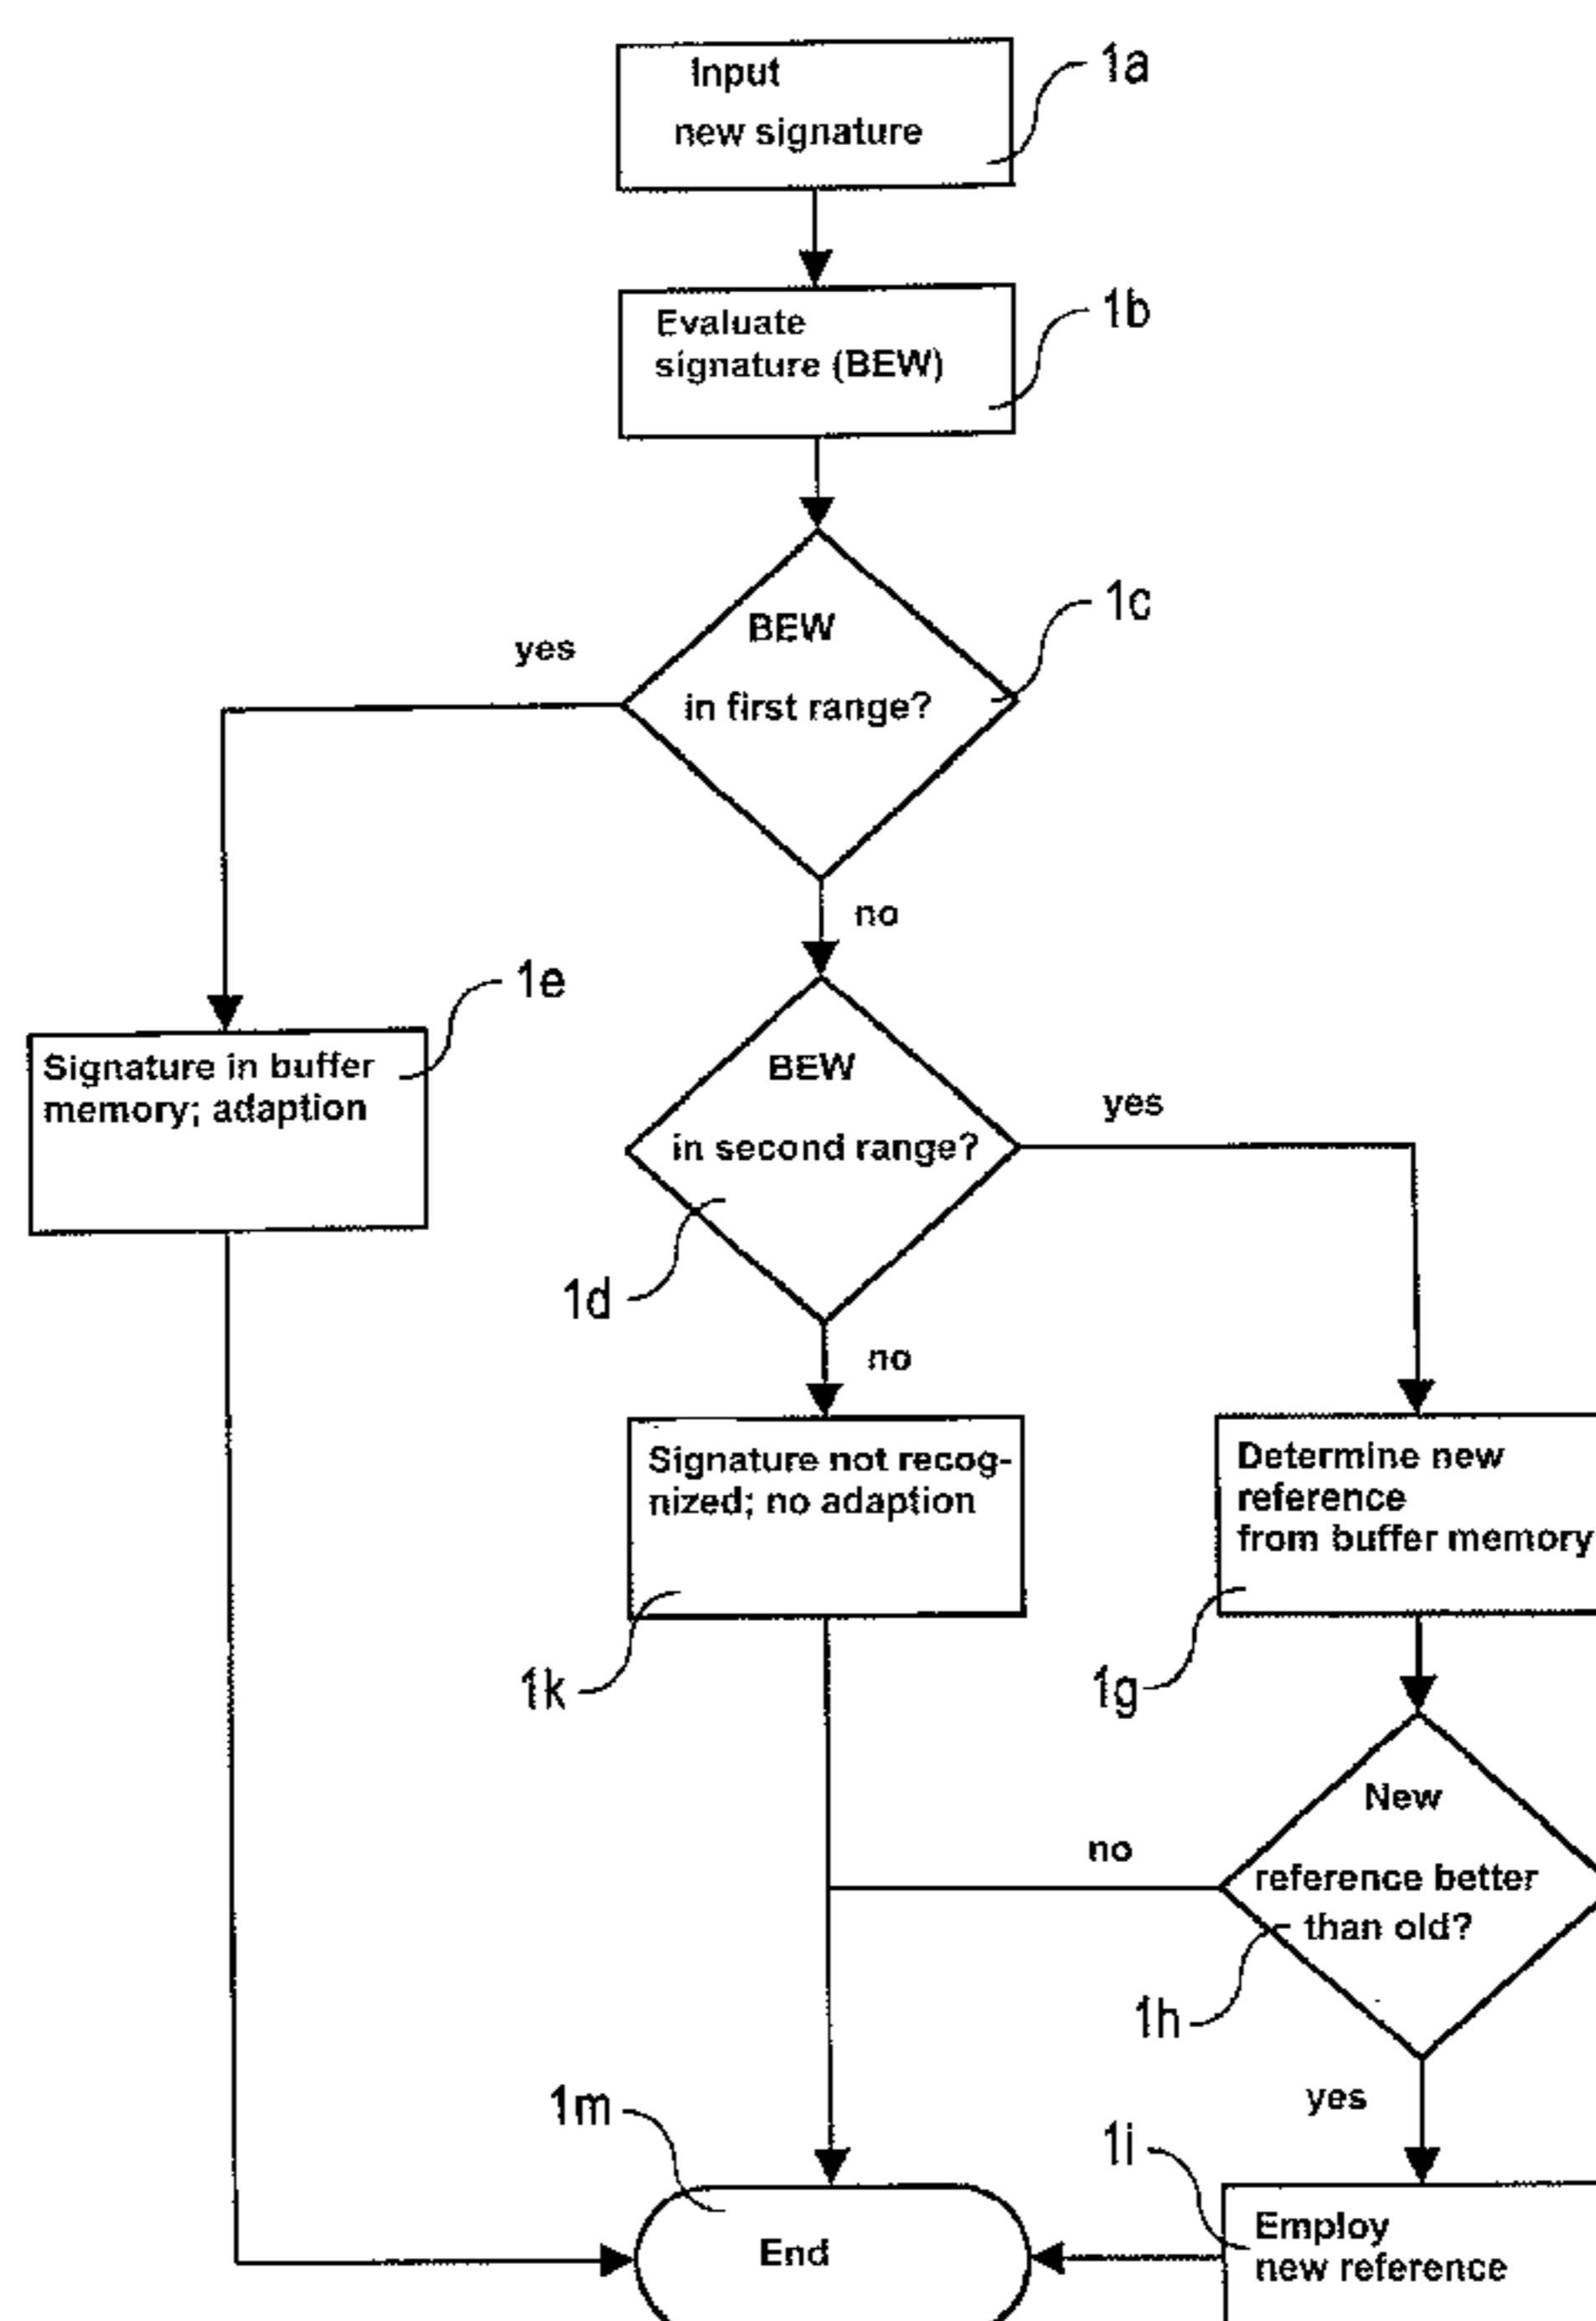 Input
new signature
1a
Evaluate
signature (BEW)
1b
BEW
in first range?
1c
yes
no
Signature in buffer
memory; adaption
1e
BEW
in second range?
1d
yes
no
Signature not recog-
nized; no adaption
1k
Determine new
reference
from buffer memory
1g
New
reference better
than old?
1h
no
yes
1m
End
1i
Employ
new reference